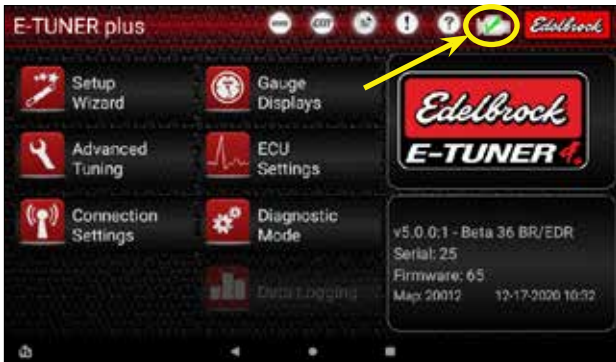 E-TUNER plus
COT
!
?
Edelbrock
Setup
Wizard
Gauge
Displays
Advanced
Tuning
ECU
Settings
Connection
Settings
Diagnostic
Mode
Data Logging
Edelbrock
E-TUNER 4.
v5.0.0:1 - Beta 36 BR/EDR
Serial: 25
Firmware: 65
Map: 20012 12-17-2020 10:32